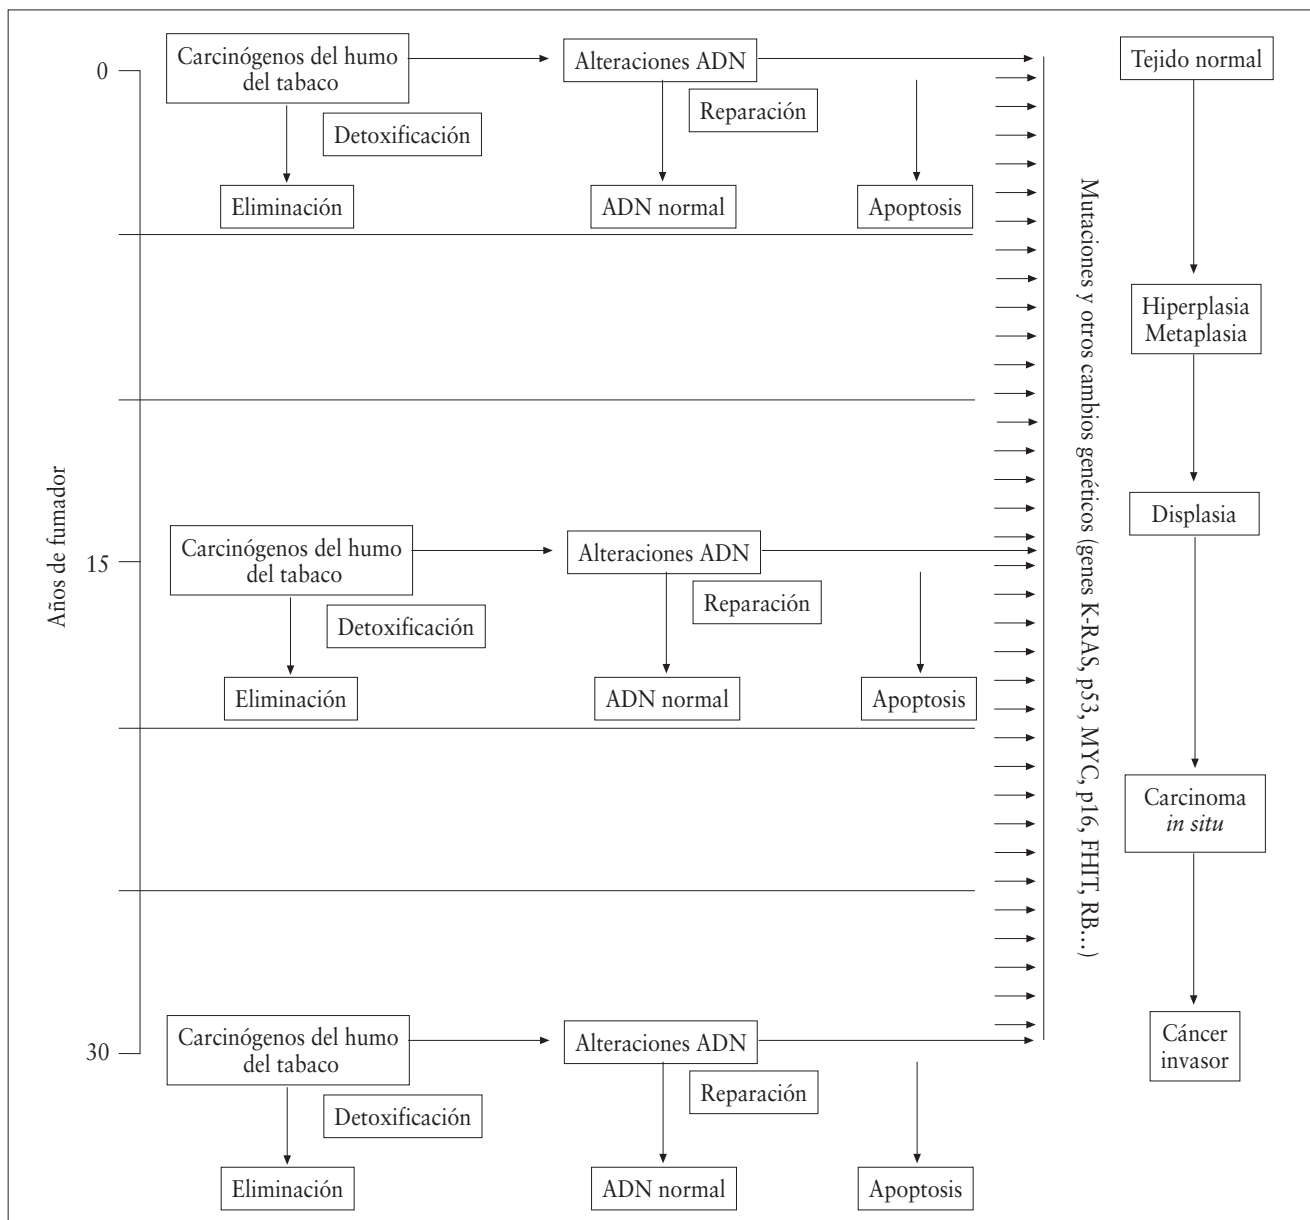 Carcinógenos del humo
del tabaco
Alteraciones ADN
Tejido normal
0
Detoxificación
Reparación
Eliminación
ADN normal
Apoptosis
Hiperplasia
Metaplasia
Mutaciones y otros cambios genéticos (genes K-RAS, p53, MYC, p16, FHIT, RB...)
Años de fumador
Displasia
Carcinógenos del humo
del tabaco
Alteraciones ADN
15
Detoxificación
Reparación
Eliminación
ADN normal
Apoptosis
Carcinoma
in situ
Carcinógenos del humo
del tabaco
Alteraciones ADN
Cáncer
invasor
30
Detoxificación
Reparación
Eliminación
ADN normal
Apoptosis